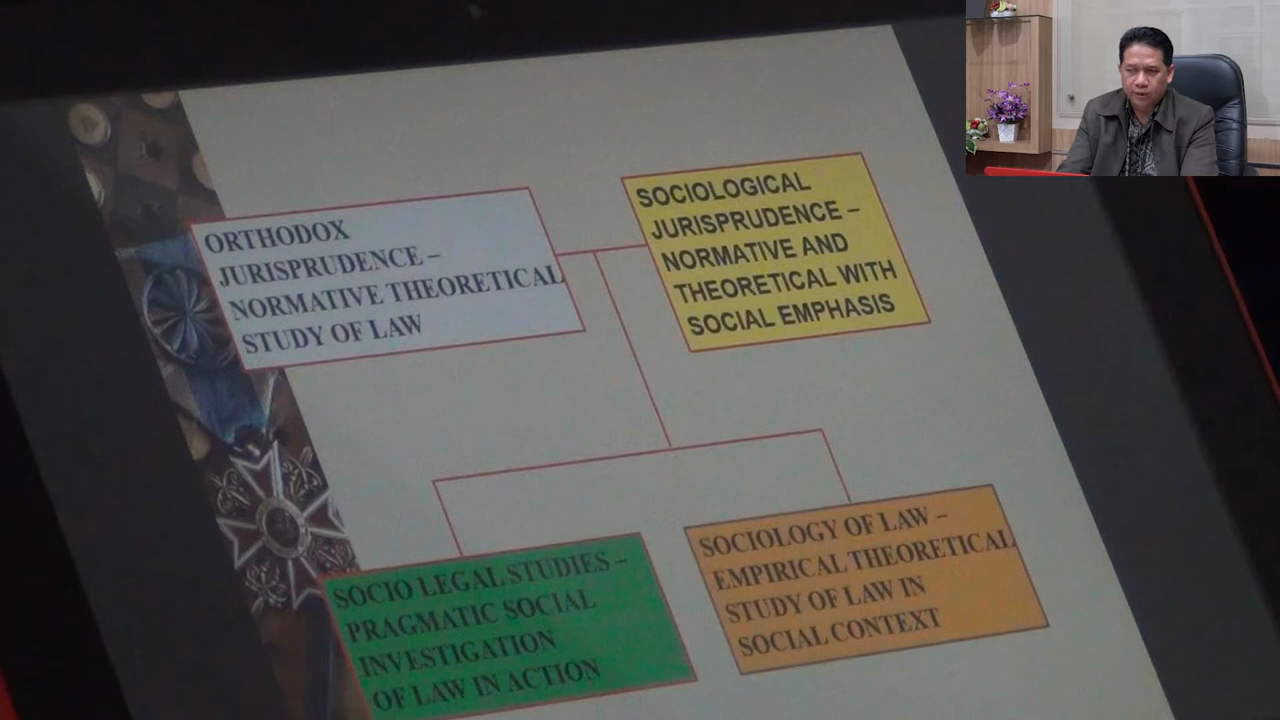 ORTHODOX
JURISPRUDENCE –
NORMATIVE THEORETICAL
STUDY OF LAW
SOCIOLOGICAL
JURISPRUDENCE –
NORMATIVE AND
THEORETICAL WITH
SOCIAL EMPHASIS
SOCIO LEGAL STUDIES –
PRAGMATIC SOCIAL
INVESTIGATION
OF LAW IN ACTION
SOCIOLOGY OF LAW –
EMPIRICAL THEORETICAL
STUDY OF LAW IN
SOCIAL CONTEXT